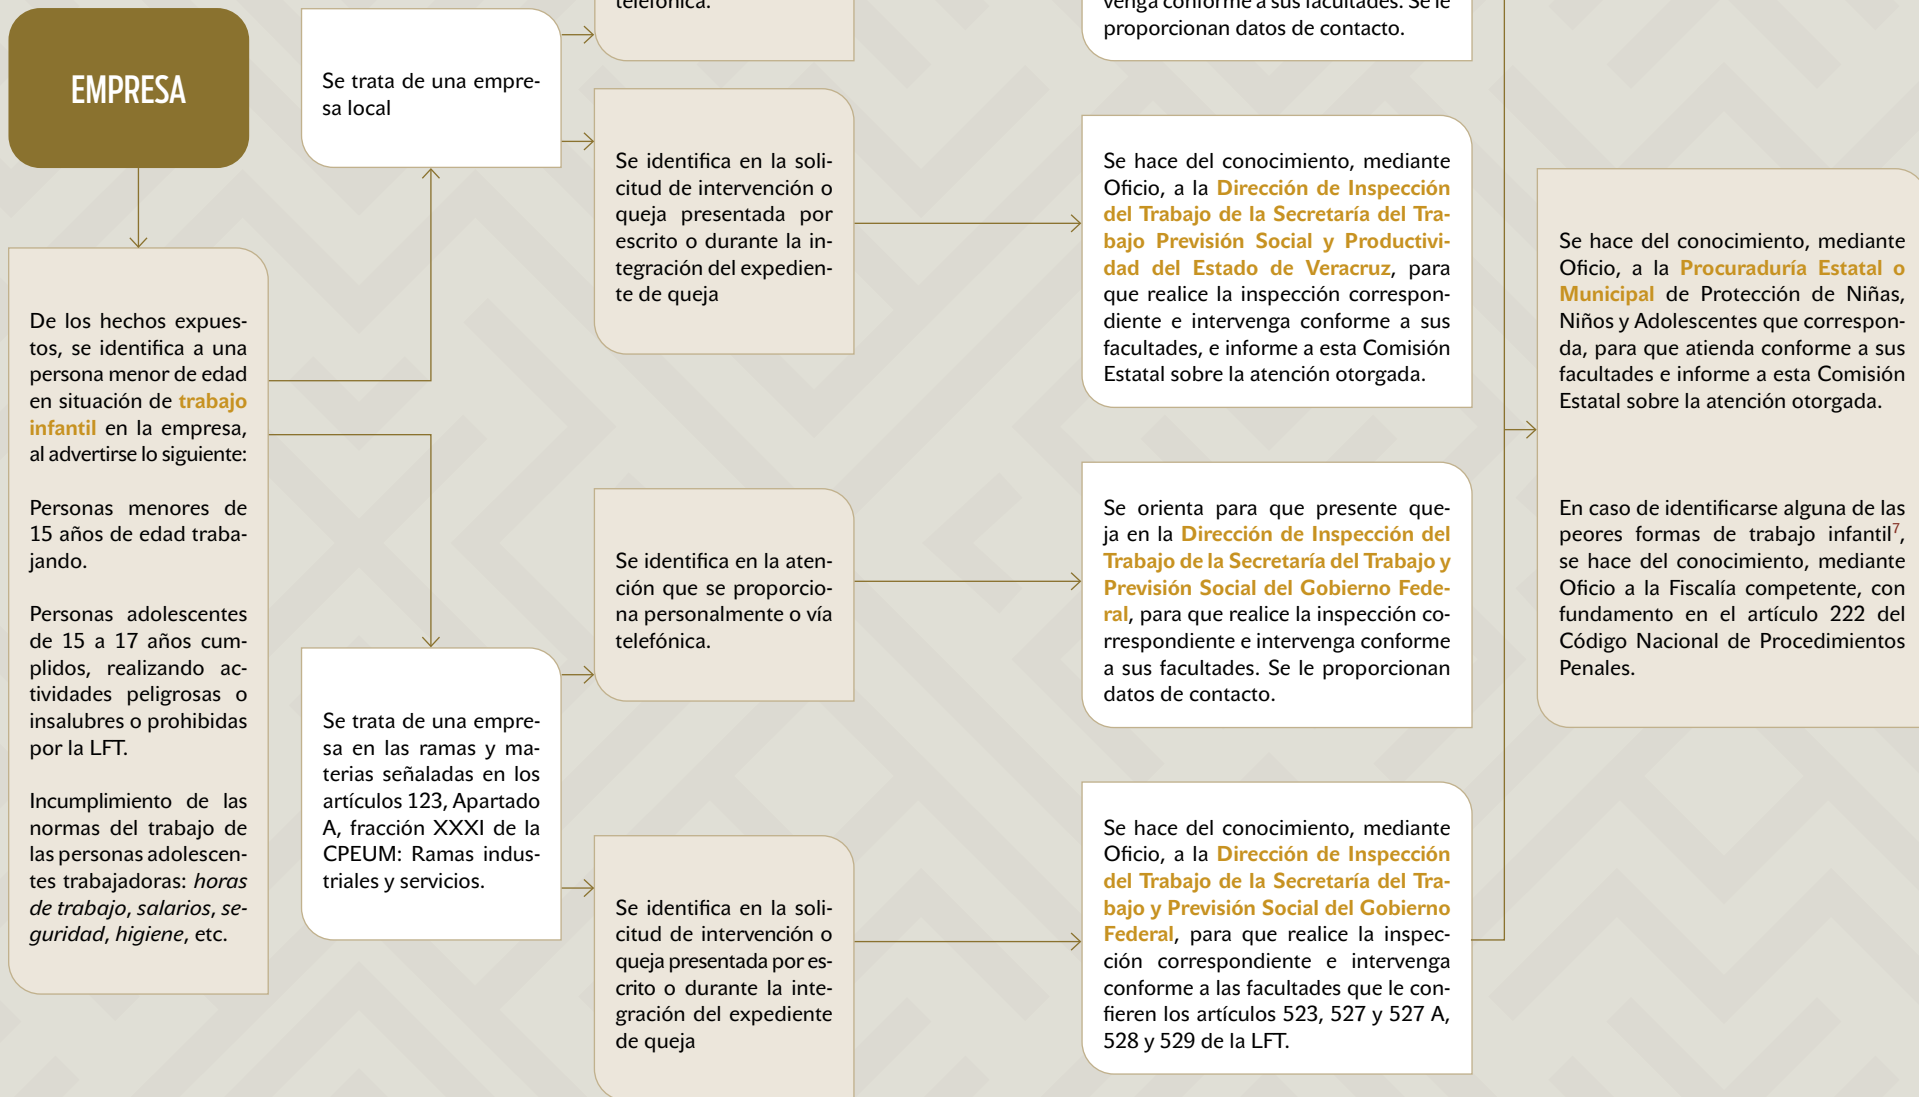 EMPRESA
De los hechos expues-
tos, se identifica a una
persona menor de edad
en situación de trabajo
infantil en la empresa,
al advertirse lo siguiente:
Personas menores de
15 años de edad traba-
jando.
Personas adolescentes
de 15 a 17 años cum-
plidos, realizando ac-
tividades peligrosas o
insalubres o prohibidas
por la LFT.
Incumplimiento de las
normas del trabajo de
las personas adolescen-
tes trabajadoras: horas
de trabajo, salarios, se-
guridad, higiene, etc.
Se trata de una empre-
sa local
telefónica.
venga conforme a sus facultades. Se le
proporcionan datos de contacto.
Se identifica en la soli-
citud de intervención o
queja presentada por
escrito o durante la in-
tegración del expedien-
te de queja
Se hace del conocimiento, mediante
Oficio, a la Dirección de Inspección
del Trabajo de la Secretaría del Tra-
bajo Previsión Social y Productivi-
dad del Estado de Veracruz, para
que realice la inspección correspon-
diente e intervenga conforme a sus
facultades, e informe a esta Comisión
Estatal sobre la atención otorgada.
Se trata de una empre-
sa en las ramas y ma-
terias señaladas en los
artículos 123, Apartado
A, fracción XXXI de la
CPEUM: Ramas indus-
triales y servicios.
Se identifica en la aten-
ción que se proporcio-
na personalmente o vía
telefónica.
Se orienta para que presente que-
ja en la Dirección de Inspección del
Trabajo de la Secretaría del Trabajo y
Previsión Social del Gobierno Fede-
ral, para que realice la inspección co-
rrespondiente e intervenga conforme
a sus facultades. Se le proporcionan
datos de contacto.
Se identifica en la soli-
citud de intervención o
queja presentada por es-
crito o durante la inte-
gración del expediente
de queja
Se hace del conocimiento, mediante
Oficio, a la Dirección de Inspección
del Trabajo de la Secretaría del Tra-
bajo y Previsión Social del Gobierno
Federal, para que realice la inspec-
ción correspondiente e intervenga
conforme a las facultades que le con-
fieren los artículos 523, 527 y 527 A,
528 y 529 de la LFT.
Se hace del conocimiento, mediante
Oficio, a la Procuraduría Estatal o
Municipal de Protección de Niñas,
Niños y Adolescentes que correspon-
da, para que atienda conforme a sus
facultades e informe a esta Comisión
Estatal sobre la atención otorgada.
En caso de identificarse alguna de las
peores formas de trabajo infantil7,
se hace del conocimiento, mediante
Oficio a la Fiscalía competente, con
fundamento en el artículo 222 del
Código Nacional de Procedimientos
Penales.